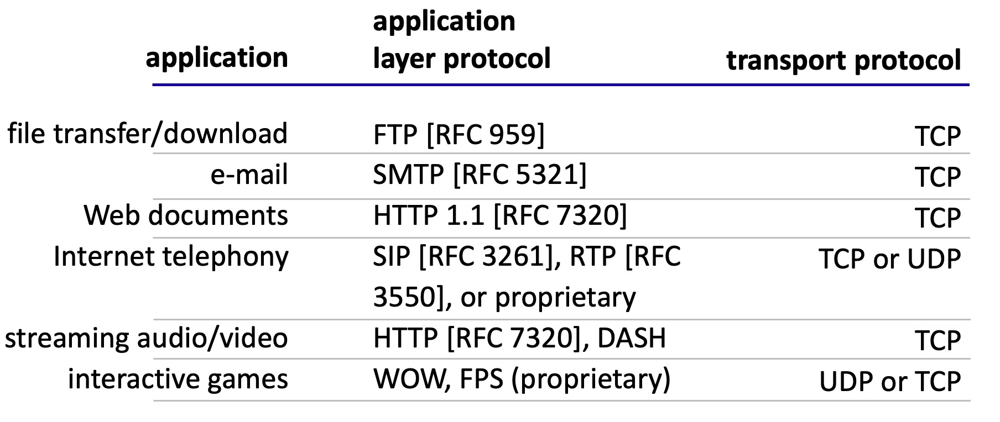 application
application
layer protocol
transport protocol
file transfer/download FTP [RFC 959] TCP
e-mail SMTP [RFC 5321] TCP
Web documents HTTP 1.1 [RFC 7320] TCP
Internet telephony SIP [RFC 3261], RTP [RFC TCP or UDP
3550], or proprietary
streaming audio/video HTTP [RFC 7320], DASH TCP
interactive games WOW, FPS (proprietary) UDP or TCP